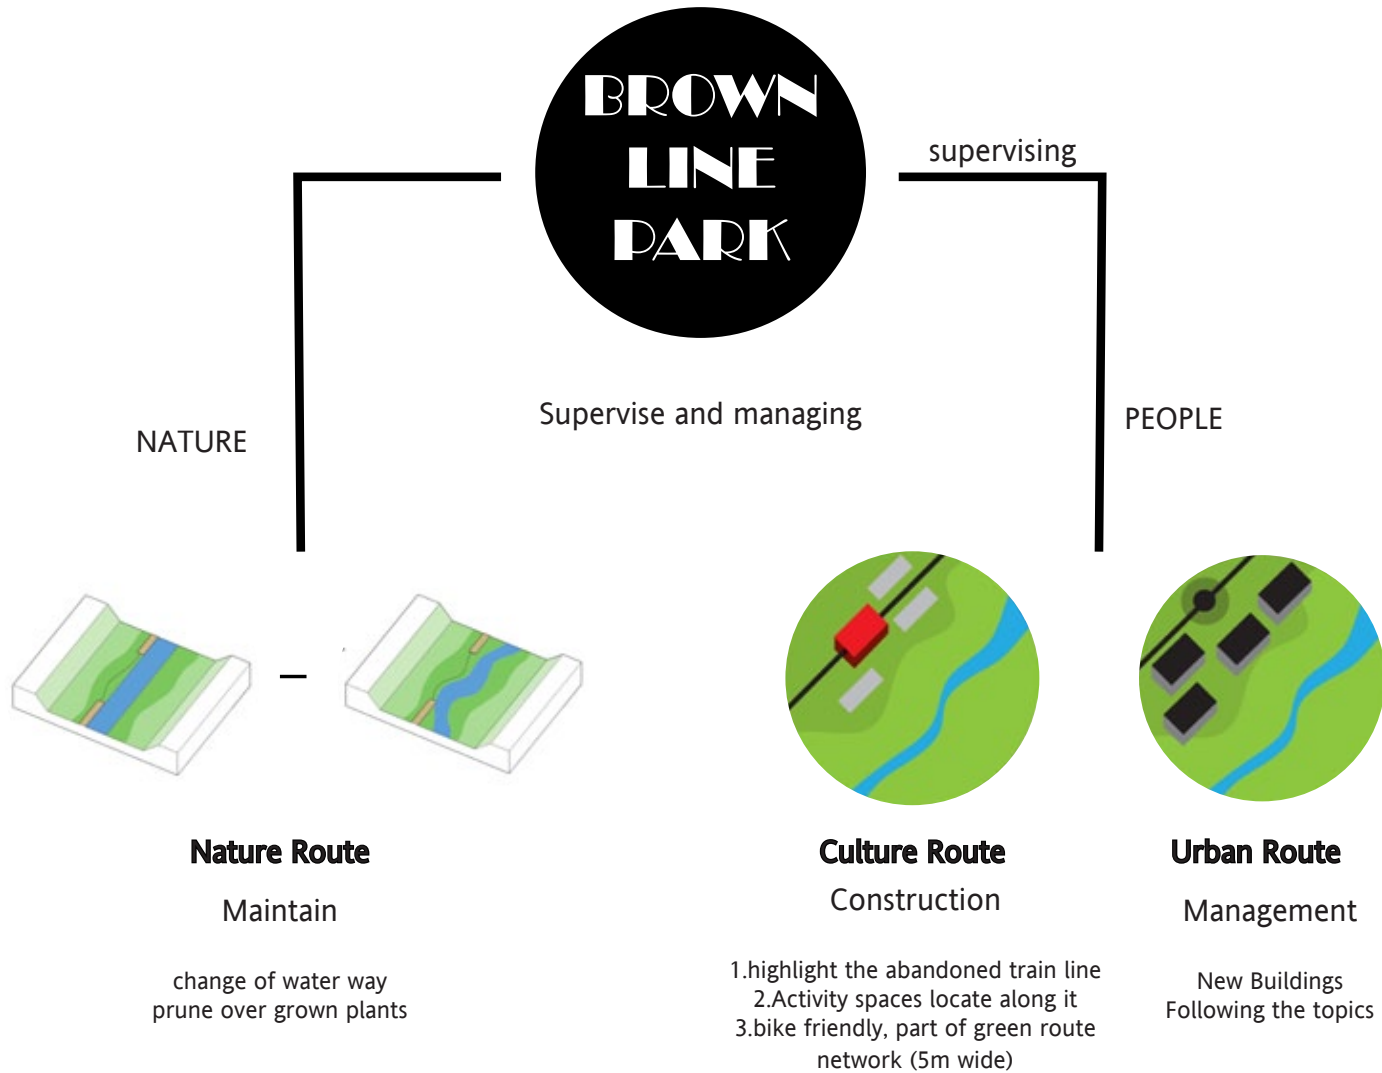 BROWN
LINE
PARK
supervising
NATURE
Supervise and managing
PEOPLE
Nature Route
Maintain
change of water way
prune over grown plants
Culture Route
Construction
1.highlight the abandoned train line
2.Activity spaces locate along it
3.bike friendly, part of green route
network (5m wide)
Urban Route
Management
New Buildings
Following the topics